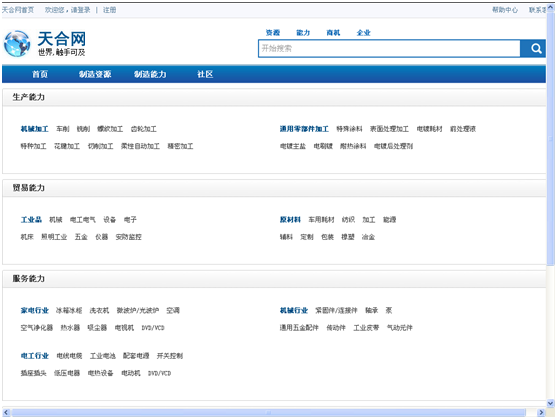 天合网首页 欢迎您，请登录 | 注册 帮助中心 联系客
天合网
世界，触手可及
资源 能力 商机 企业
开始搜索
首页 制造资源 制造能力 社区
生产能力
机械加工 车削 铣削 螺纹加工 齿轮加工
特种加工 花键加工 切削加工 柔性自动加工 精密加工
通用零部件加工 特殊涂料 表面处理加工 电镀耗材 前处理液
电镀主盐 电刷镀 耐热涂料 电镀后处理剂
贸易能力
工业品 机械 电工电气 设备 电子
机床 照明工业 五金 仪器 安防监控
原材料 车用耗材 纺织 加工 能源
辅料 定制 包装 橡塑 冶金
服务能力
家电行业 冰箱冰柜 洗衣机 微波炉/光波炉 空调
空气净化器 热水器 吸尘器 电视机 DVD/VCD
机械行业 紧固件/连接件 轴承 泵
通用五金配件 传动件 工业皮带 气动元件
电工行业 电线电缆 工业电池 配套电源 开关控制
插座插头 低压电器 电热设备 电动机 DVD/VCD